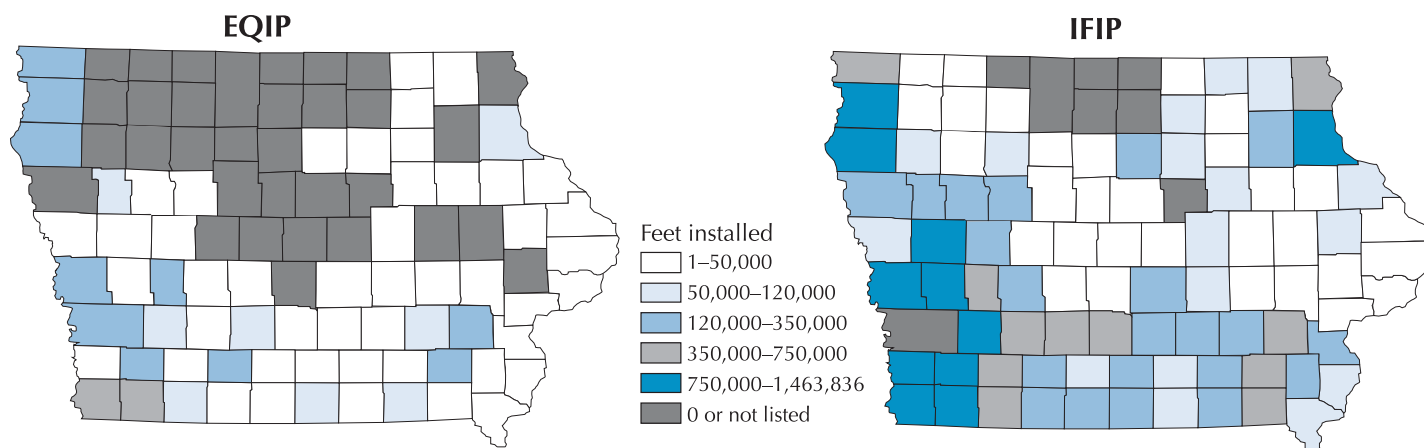 EQIP
IFIP
Feet installed
1–50,000
50,000–120,000
120,000–350,000
350,000–750,000
750,000–1,463,836
0 or not listed